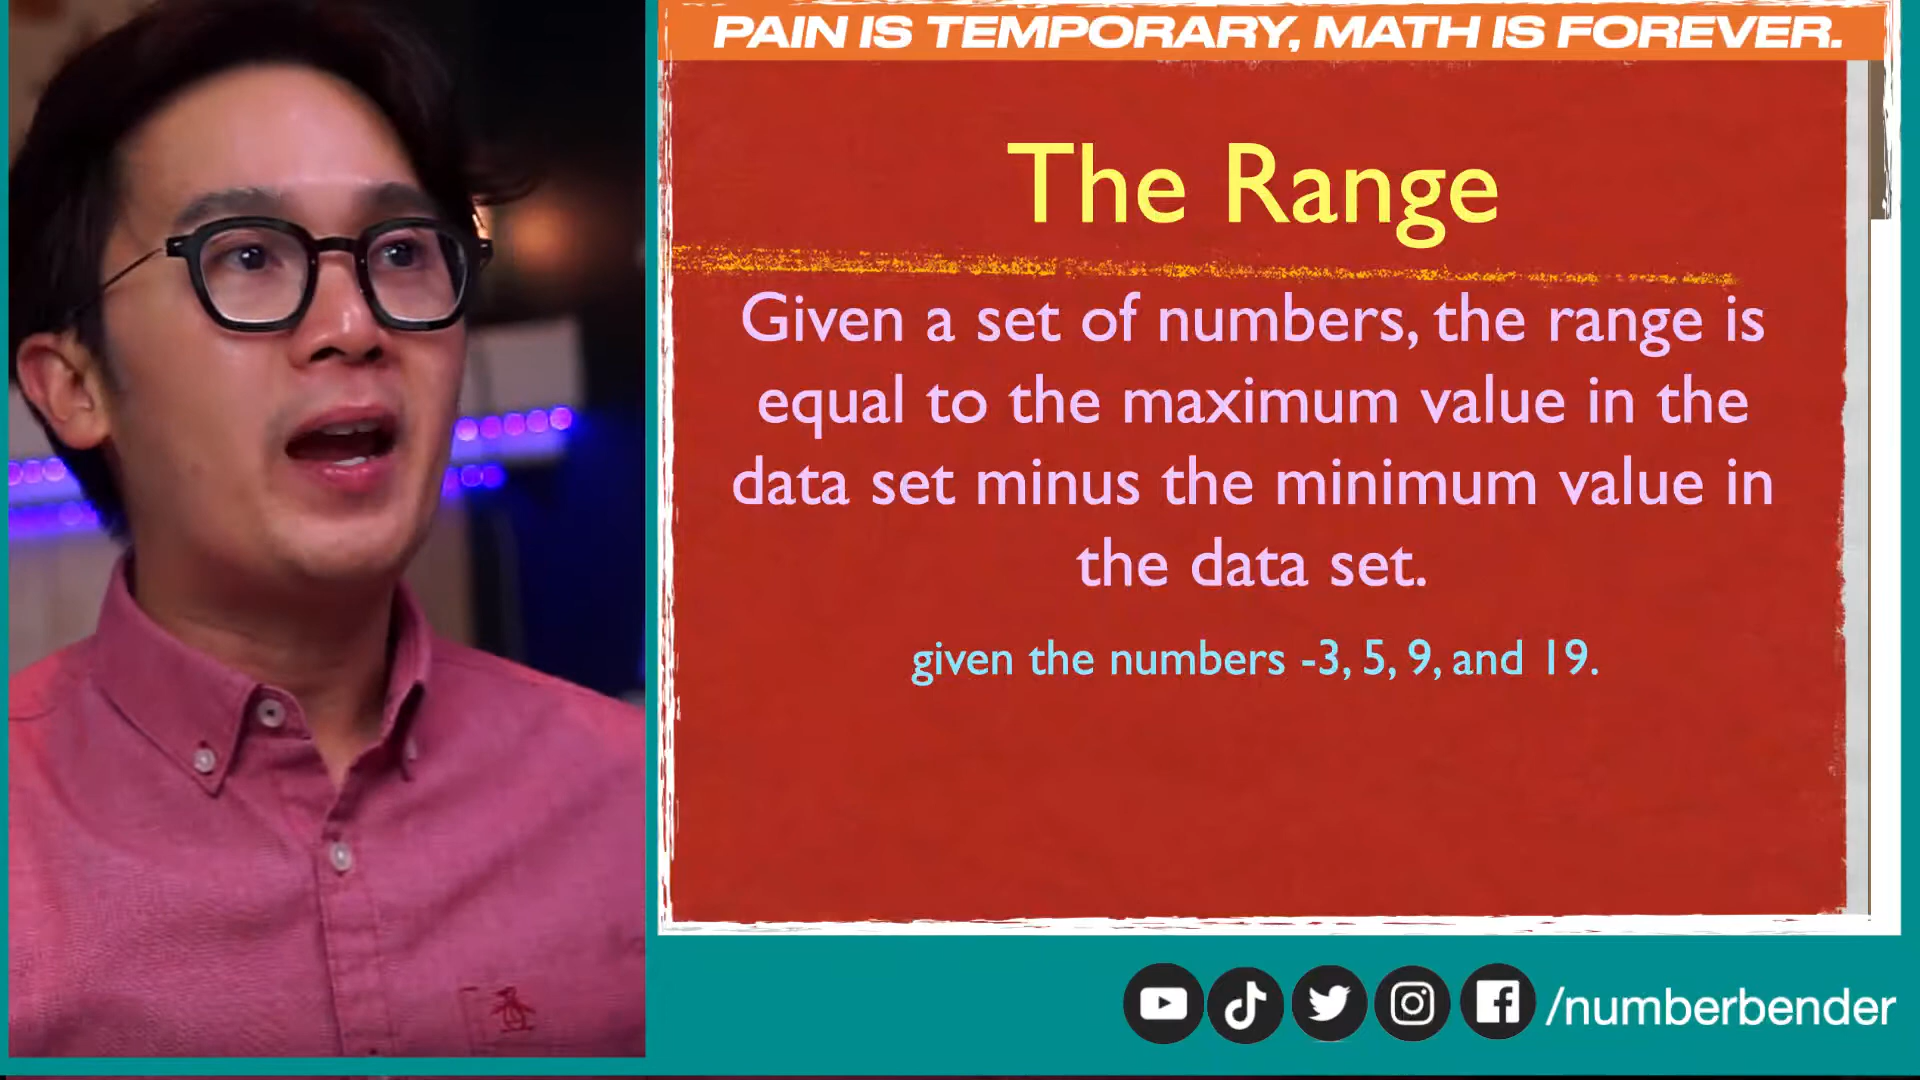 PAIN IS TEMPORARY, MATH IS FOREVER.
The Range
Given a set of numbers, the range is
equal to the maximum value in the
data set minus the minimum value in
the data set.
given the numbers -3, 5, 9, and 19.
/numberbender